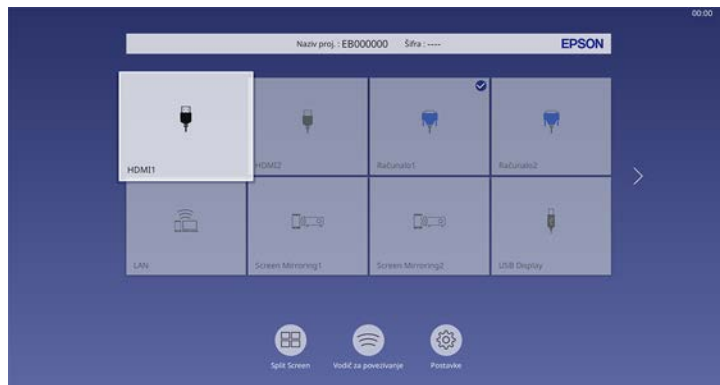 00:00
Naziv proj. : EB000000 Šifra : ---- EPSON
HDMI1 HDMI2 Računalo1 Računalo2
LAN Screen Mirroring1 Screen Mirroring2 USB Display
Split Screen Vodič za povezivanje Postavke